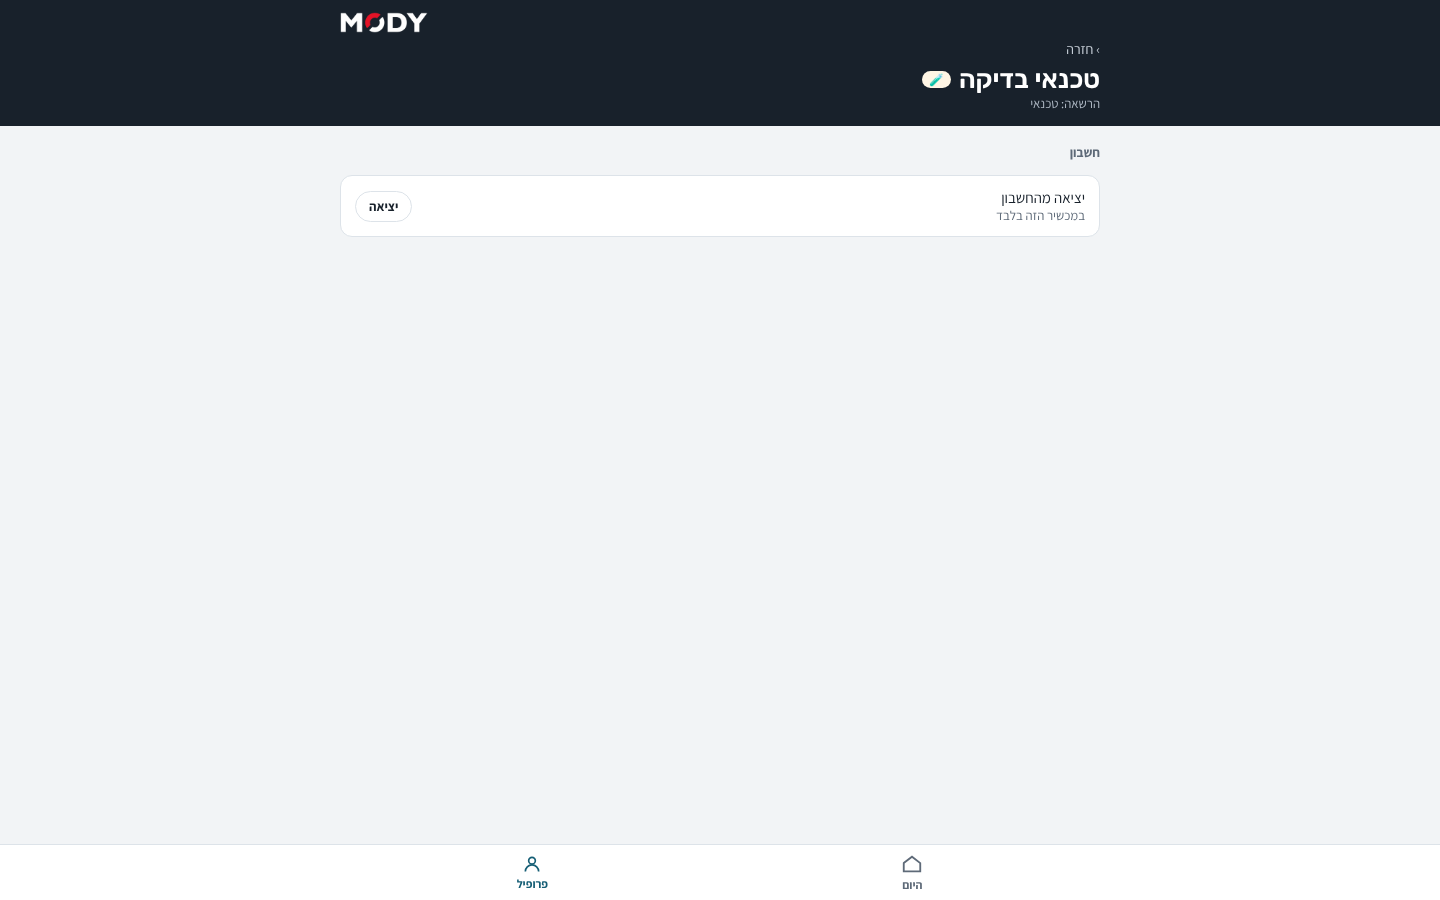 MODY
‹ חזרה
טכנאי בדיקה
הרשאה: טכנאי
חשבון
יציאה מהחשבון
במכשיר הזה בלבד
יציאה
היום
פרופיל